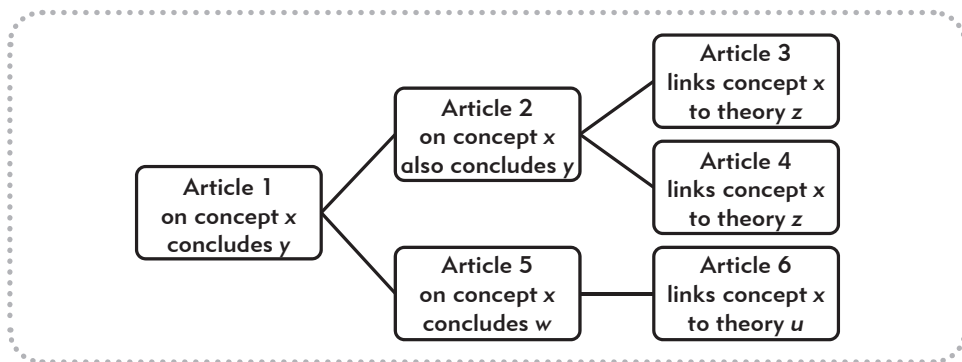 Article 1
on concept x
concludes y
Article 2
on concept x
also concludes y
Article 3
links concept x
to theory z
Article 4
links concept x
to theory z
Article 5
on concept x
concludes w
Article 6
links concept x
to theory u